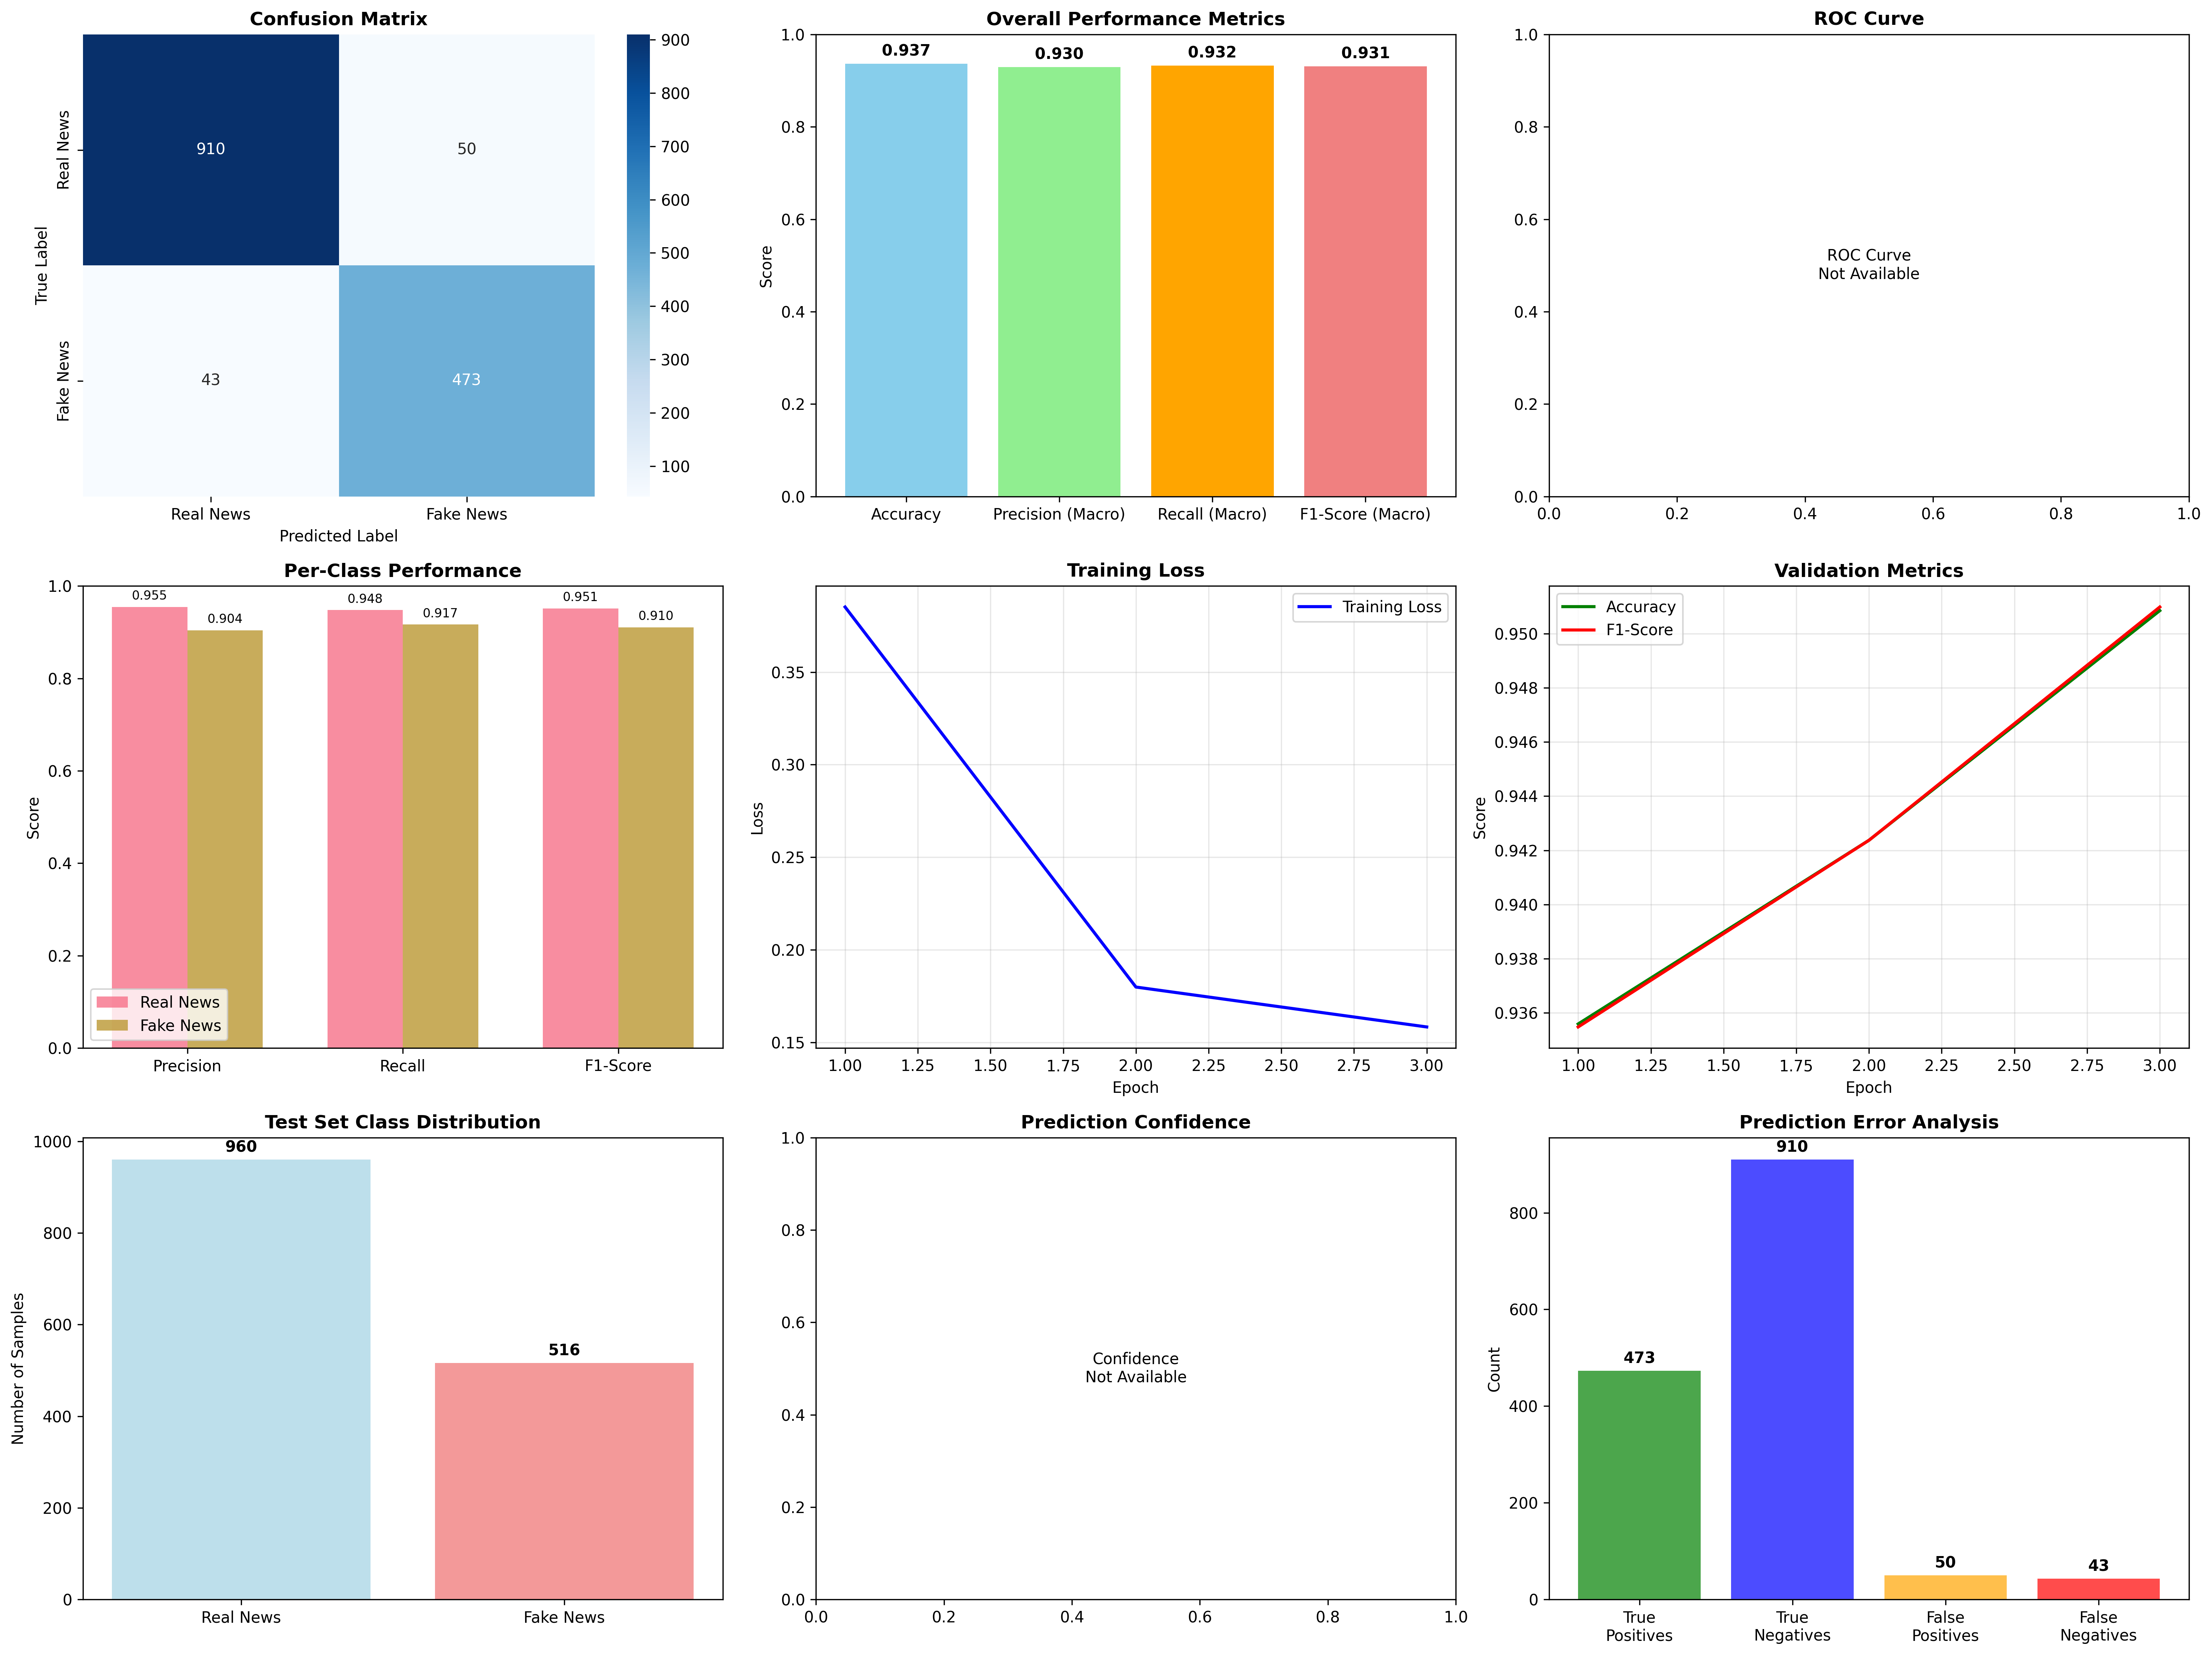 Confusion Matrix
Real News
Fake News
True Label
910
50
43
473
Real News
Fake News
Predicted Label
900
800
700
600
500
400
300
200
100
Overall Performance Metrics
Score
1.0
0.8
0.6
0.4
0.2
0.0
0.937
0.930
0.932
0.931
Accuracy
Precision (Macro)
Recall (Macro)
F1-Score (Macro)
ROC Curve
1.0
0.8
0.6
0.4
0.2
0.0
ROC Curve
Not Available
0.0
0.2
0.4
0.6
0.8
1.0
Per-Class Performance
Score
1.0
0.8
0.6
0.4
0.2
0.0
0.955
0.904
0.948
0.917
0.951
0.910
Real News
Fake News
Precision
Recall
F1-Score
Training Loss
Loss
0.35
0.30
0.25
0.20
0.15
Training Loss
1.00
1.25
1.50
1.75
2.00
2.25
2.50
2.75
3.00
Epoch
Validation Metrics
Score
0.950
0.948
0.946
0.944
0.942
0.940
0.938
0.936
Accuracy
F1-Score
1.00
1.25
1.50
1.75
2.00
2.25
2.50
2.75
3.00
Epoch
Test Set Class Distribution
Number of Samples
1000
800
600
400
200
0
960
516
Real News
Fake News
Prediction Confidence
1.0
0.8
0.6
0.4
0.2
0.0
Confidence
Not Available
0.0
0.2
0.4
0.6
0.8
1.0
Prediction Error Analysis
Count
800
600
400
200
0
473
910
50
43
True
Positives
True
Negatives
False
Positives
False
Negatives